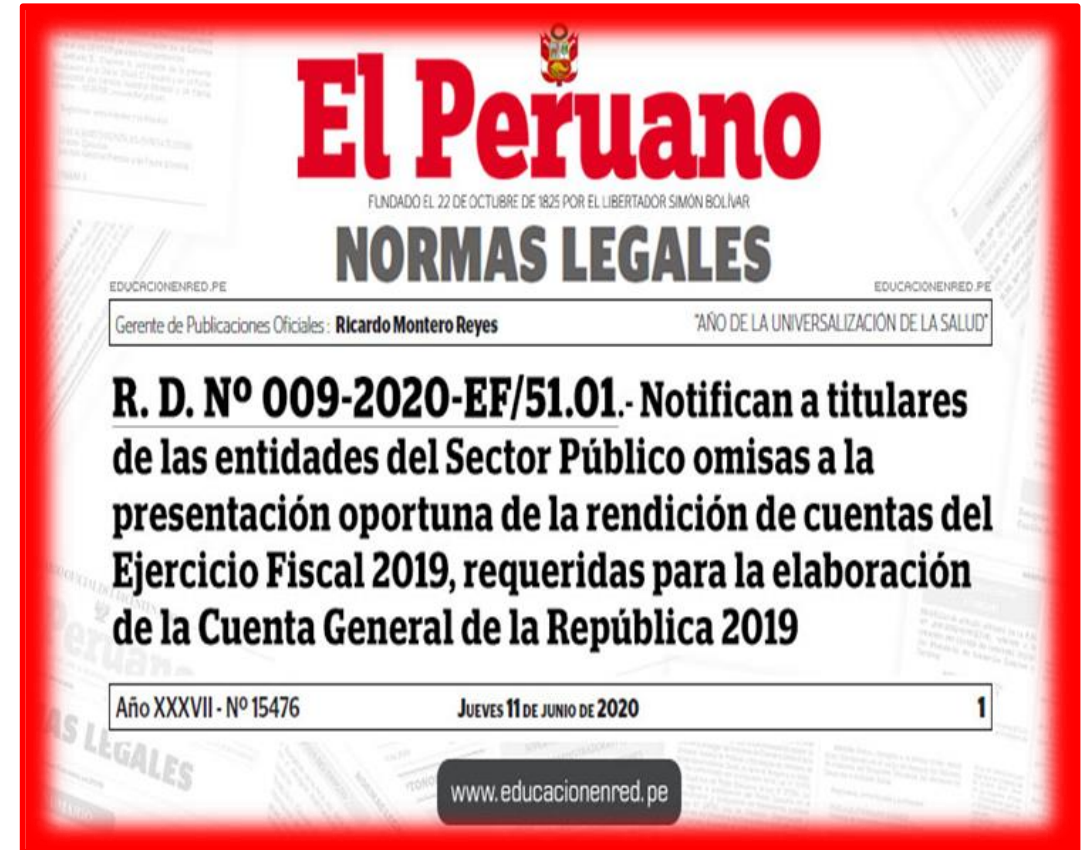 El Peruano
FUNDADO EL 22 DE OCTUBRE DE 1825 POR EL LIBERTADOR SIMÓN BOLÍVAR
NORMAS LEGALES
EDUCACIONENRED.PE EDUCACIONENRED.PE
Gerente de Publicaciones Oficiales : Ricardo Montero Reyes "AÑO DE LA UNIVERSALIZACIÓN DE LA SALUD"
R. D. Nº 009-2020-EF/51.01.- Notifican a titulares
de las entidades del Sector Público omisas a la
presentación oportuna de la rendición de cuentas del
Ejercicio Fiscal 2019, requeridas para la elaboración
de la Cuenta General de la República 2019
Año XXXVII - Nº 15476 JUEVES 11 DE JUNIO DE 2020 1
www.educacionenred.pe